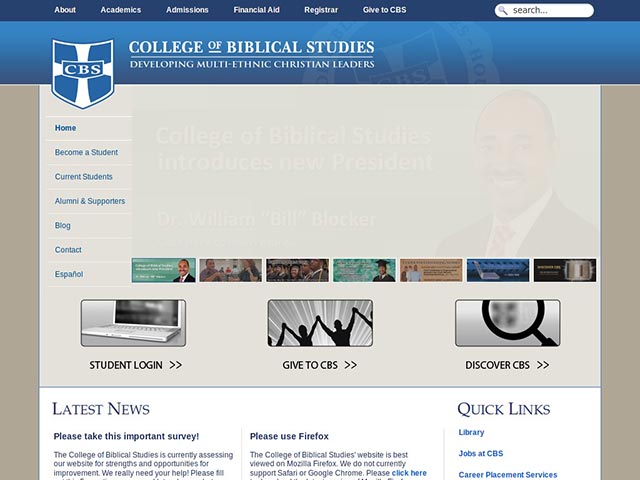 About Academics Admissions Financial Aid Registrar Give to CBS search...
COLLEGE OF BIBLICAL STUDIES
DEVELOPING MULTI-ETHNIC CHRISTIAN LEADERS
CBS
Home
Become a Student
Current Students
Alumni & Supporters
Blog
Contact
Español
College of Biblical Studies
introduces new President
Dr. William "Bill" Blocker
STUDENT LOGIN >>
GIVE TO CBS >>
DISCOVER CBS >>
LATEST NEWS
Please take this important survey!
The College of Biblical Studies is currently assessing
our website for strengths and opportunities for
improvement. We really need your help! Please fill
Please use Firefox
The College of Biblical Studies' website is best
viewed on Mozilla Firefox. We do not currently
support Safari or Google Chrome. Please click here
QUICK LINKS
Library
Jobs at CBS
Career Placement Services